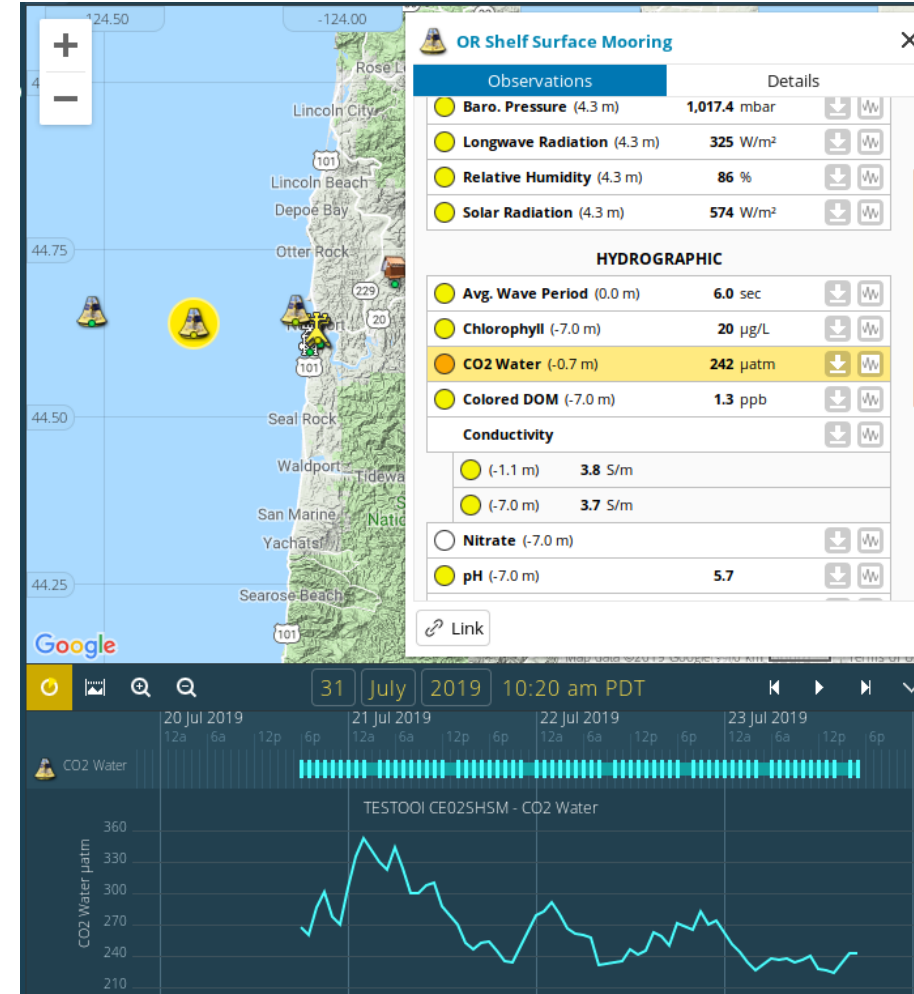 124.50
-124.00
+
−
OR Shelf Surface Mooring
Observations
Details
Baro. Pressure (4.3 m) 1,017.4 mbar
Longwave Radiation (4.3 m) 325 W/m²
Relative Humidity (4.3 m) 86 %
Solar Radiation (4.3 m) 574 W/m²
HYDROGRAPHIC
Avg. Wave Period (0.0 m) 6.0 sec
Chlorophyll (-7.0 m) 20 µg/L
CO2 Water (-0.7 m) 242 µatm
Colored DOM (-7.0 m) 1.3 ppb
Conductivity
(-1.1 m) 3.8 S/m
(-7.0 m) 3.7 S/m
Nitrate (-7.0 m)
pH (-7.0 m) 5.7
Link
Rose L
Lincoln City
101
Lincoln Beach
Depoe Bay
44.75
Otter Rock
229
20
101
44.50
Seal Rock
Waldport
Tidewa
San Marine
Natic
Yachats
44.25
Searose Beach
101
Google
Map data ©2019 Google
31 July 2019 10:20 am PDT
20 Jul 2019 21 Jul 2019 22 Jul 2019 23 Jul 2019
12a 6a 12p 6p 12a 6a 12p 6p 12a 6a 12p 6p 12a 6a 12p 6p
CO2 Water
TESTOOI CE02SHSM - CO2 Water
CO2 Water µatm
360
330
300
270
240
210